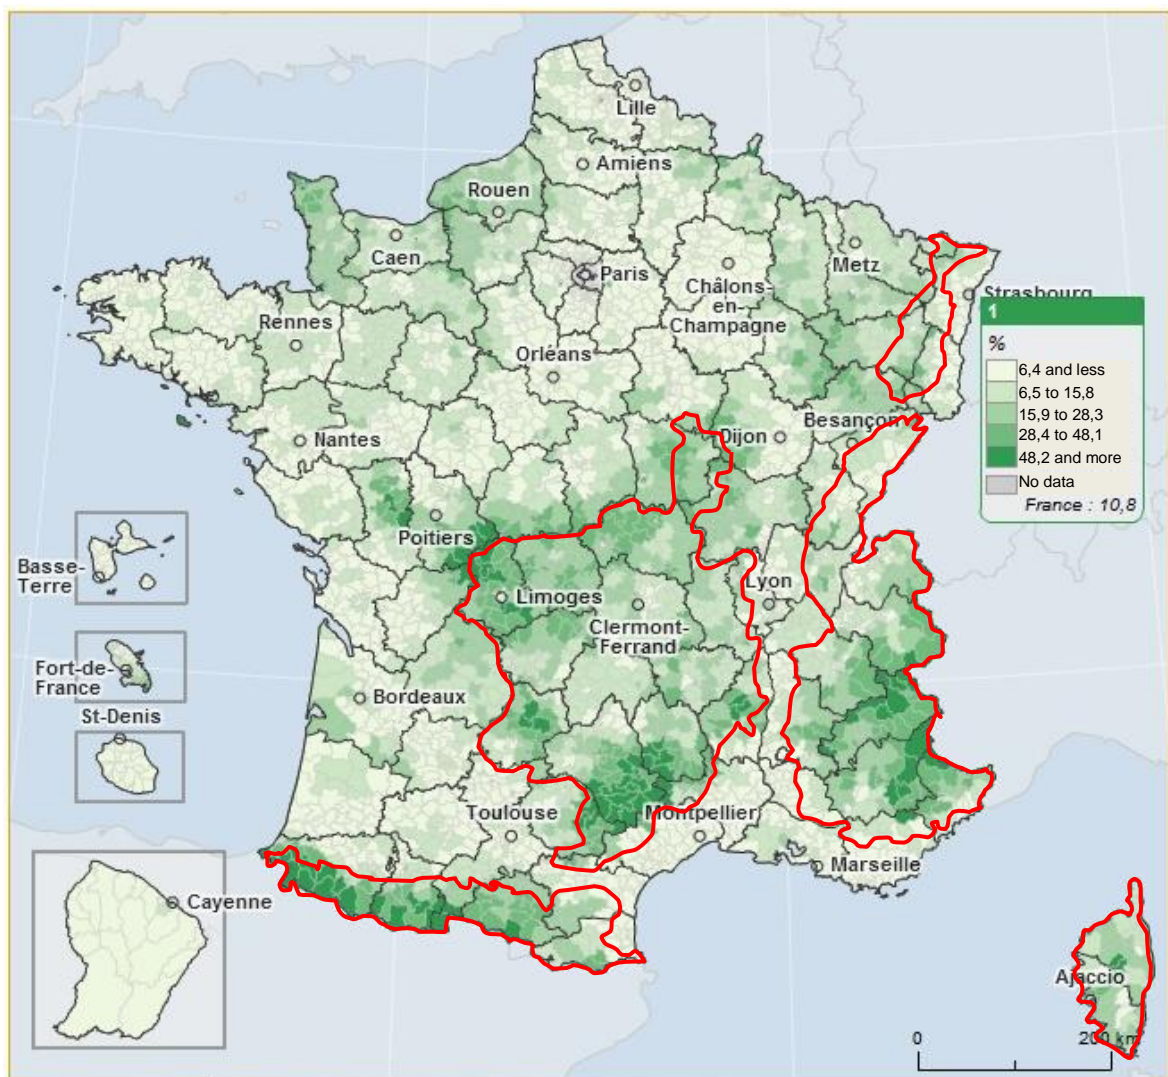 Lille
Amiens
Rouen
Caen
Paris
Metz
Châlons-
en-
Champagne
Strasbourg
Rennes
Orléans
1
%
6,4 and less
6,5 to 15,8
15,9 to 28,3
28,4 to 48,1
48,2 and more
No data
France : 10,8
Besançon
Dijon
Nantes
Poitiers
Basse-
Terre
Limoges
Lyon
Clermont-
Ferrand
Fort-de-
France
Bordeaux
St-Denis
Toulouse
Montpellier
Marseille
Cayenne
Ajaccio
0
200 km